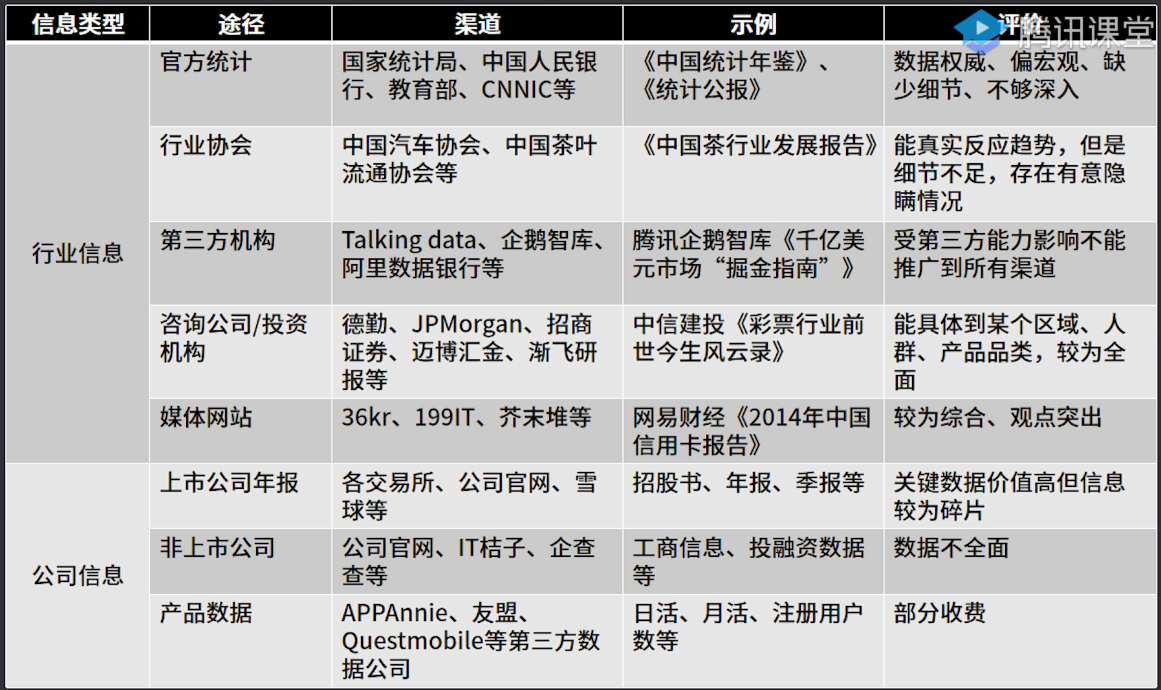 信息类型 途径 渠道 示例 评价
腾讯课堂
行业信息
官方统计
国家统计局、中国人民银
行、教育部、CNNIC等
《中国统计年鉴》、
《统计公报》
数据权威、偏宏观、缺
少细节、不够深入
行业协会
中国汽车协会、中国茶叶
流通协会等
《中国茶行业发展报告》
能真实反应趋势，但是
细节不足，存在有意隐
瞒情况
第三方机构
Talking data、企鹅智库、
阿里数据银行等
腾讯企鹅智库《千亿美
元市场“掘金指南”》
受第三方能力影响不能
推广到所有渠道
咨询公司/投资
机构
德勤、JPMorgan、招商
证券、迈博汇金、渐飞研
报等
中信建投《彩票行业前
世今生风云录》
能具体到某个区域、人
群、产品品类，较为全
面
媒体网站
36kr、199IT、芥末堆等
网易财经《2014年中国
信用卡报告》
较为综合、观点突出
公司信息
上市公司年报
各交易所、公司官网、雪
球等
招股书、年报、季报等
关键数据价值高但信息
较为碎片
非上市公司
公司官网、IT桔子、企查
查等
工商信息、投融资数据
等
数据不全面
产品数据
APPAnnie、友盟、
Questmobile等第三方数
据公司
日活、月活、注册用户
数等
部分收费